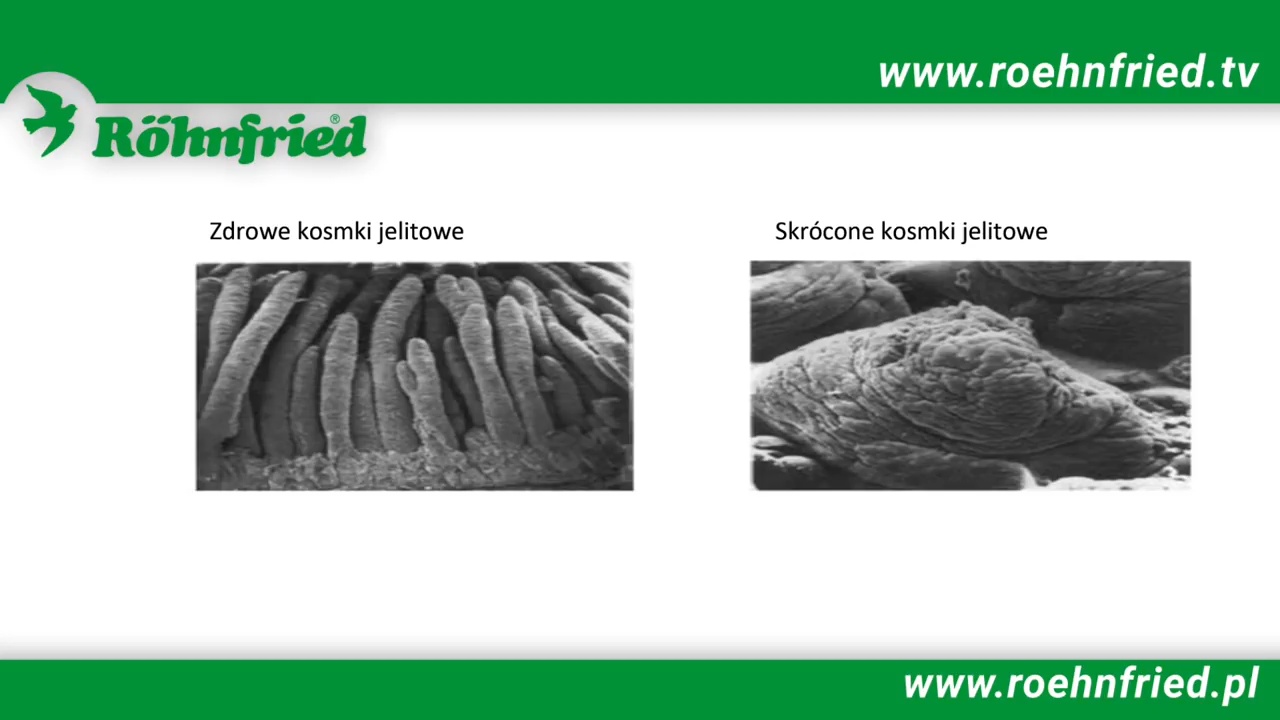 www.roehnfried.tv
Röhnfried®
Zdrowe kosmki jelitowe
Skrócone kosmki jelitowe
www.roehnfried.pl